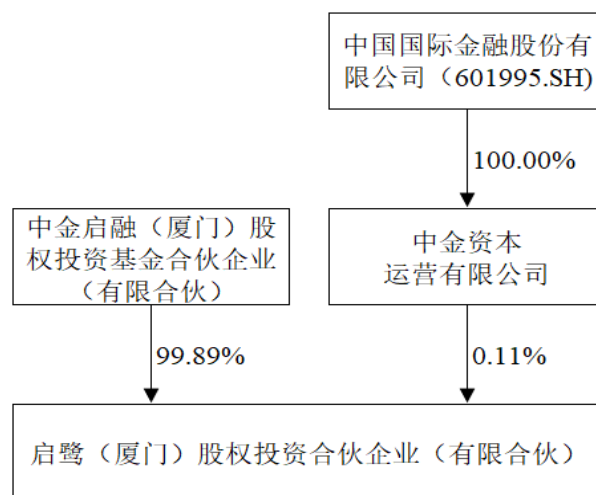 中国国际金融股份有
限公司（601995.SH)
100.00%
中金启融（厦门）股
权投资基金合伙企业
（有限合伙）
中金资本
运营有限公司
99.89%
0.11%
启鹭（厦门）股权投资合伙企业（有限合伙）